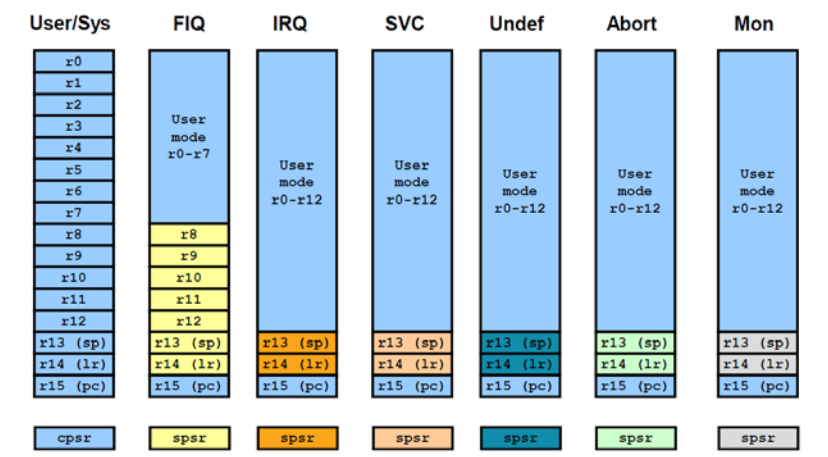 User/Sys FIQ IRQ SVC Undef Abort Mon
r0
r1
r2
r3
r4
r5
r6
r7
r8
r9
r10
r11
r12
r13 (sp)
r14 (lr)
r15 (pc)
cpsr
User
mode
r0-r7
r8
r9
r10
r11
r12
r13 (sp)
r14 (lr)
r15 (pc)
spsr
User
mode
r0-r12
r13 (sp)
r14 (lr)
r15 (pc)
spsr
User
mode
r0-r12
r13 (sp)
r14 (lr)
r15 (pc)
spsr
User
mode
r0-r12
r13 (sp)
r14 (lr)
r15 (pc)
spsr
User
mode
r0-r12
r13 (sp)
r14 (lr)
r15 (pc)
spsr
User
mode
r0-r12
r13 (sp)
r14 (lr)
r15 (pc)
spsr